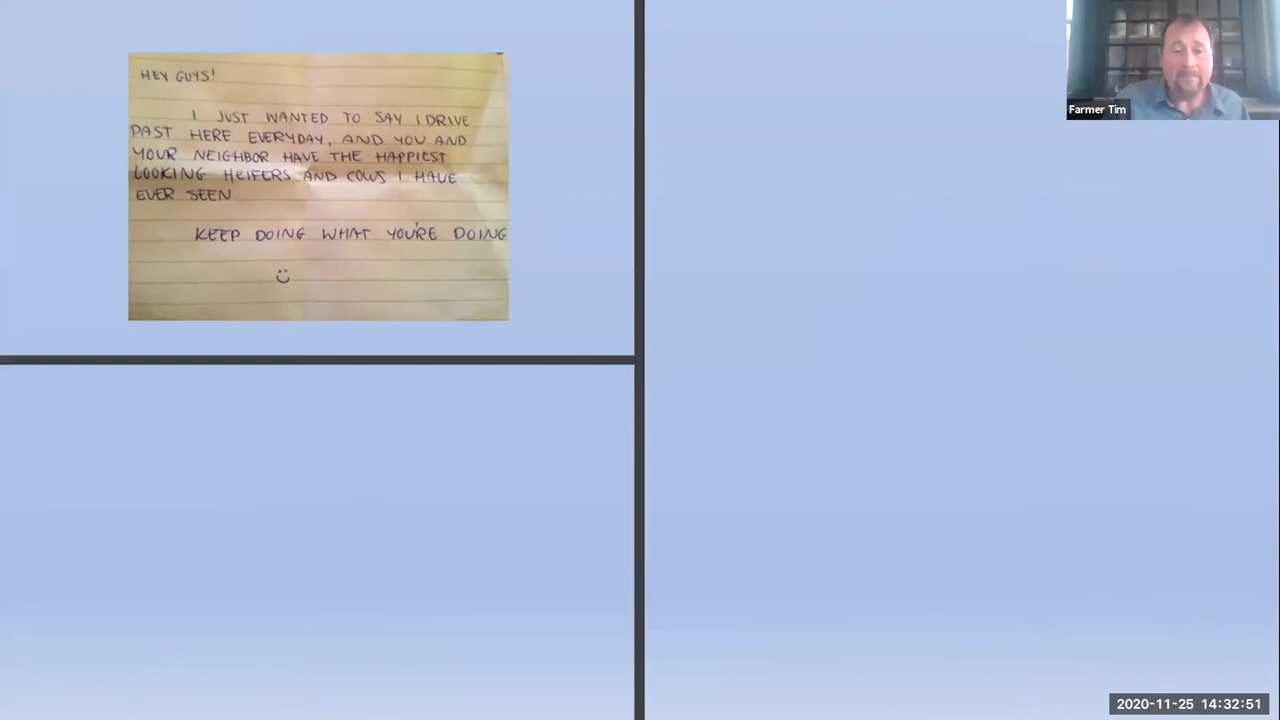 HEY GUYS!
I JUST WANTED TO SAY I DRIVE
PAST HERE EVERYDAY, AND YOU AND
YOUR NEIGHBOR HAVE THE HAPPIEST
LOOKING HEIFERS AND COWS I HAVE
EVER SEEN
KEEP DOING WHAT YOU'RE DOING
Farmer Tim
2020-11-25 14:32:51